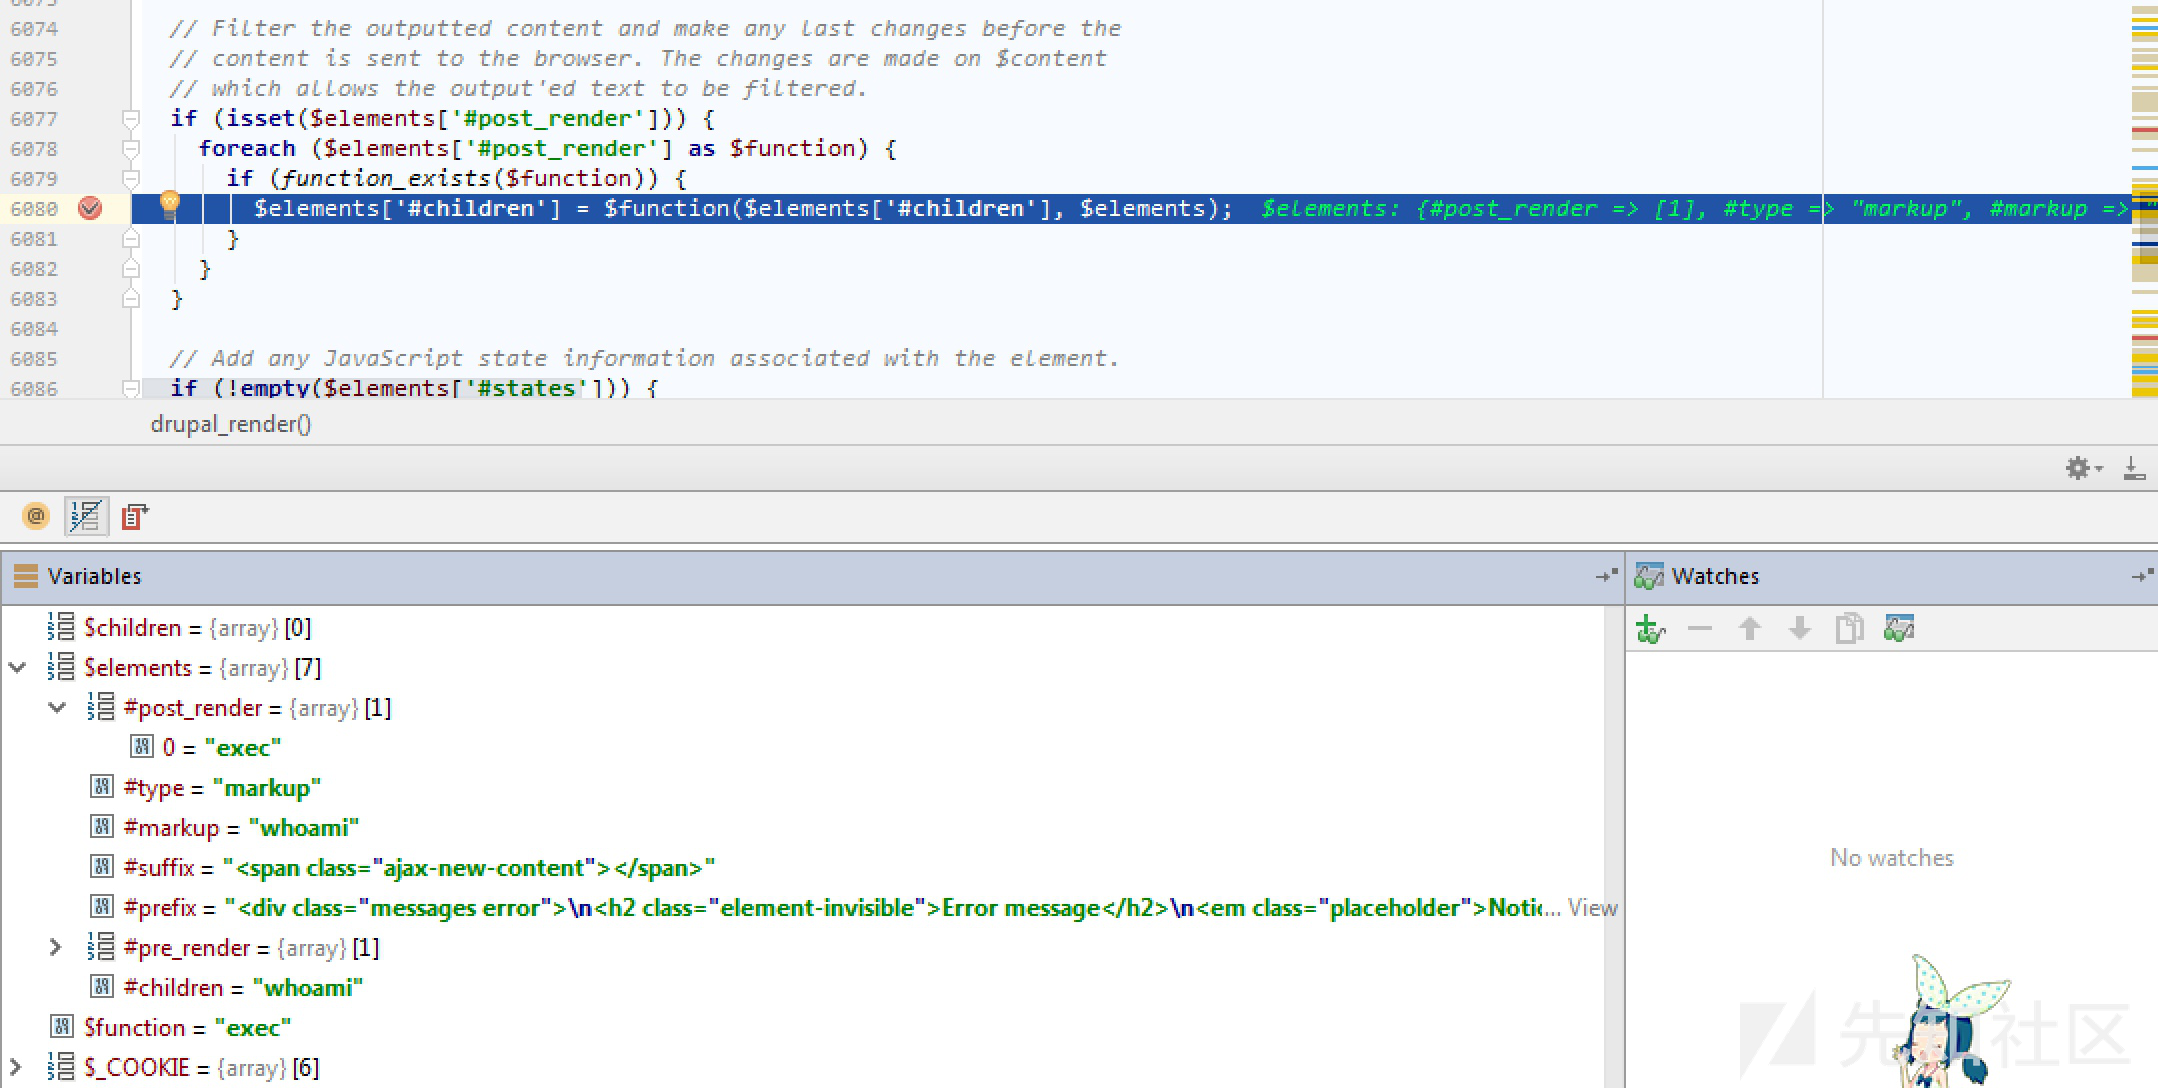 6074 // Filter the outputted content and make any last changes before the
6075 // content is sent to the browser. The changes are made on $content
6076 // which allows the output'ed text to be filtered.
6077 if (isset($elements['#post_render'])) {
6078 foreach ($elements['#post_render'] as $function) {
6079 if (function_exists($function)) {
6080 $elements['#children'] = $function($elements['#children'], $elements); $elements: {#post_render => [1], #type => "markup", #markup => "
6081 }
6082 }
6083 }
6084
6085 // Add any JavaScript state information associated with the element.
6086 if (!empty($elements['#states'])) {
drupal_render()
Variables
Watches
$children = {array} [0]
$elements = {array} [7]
#post_render = {array} [1]
0 = "exec"
#type = "markup"
#markup = "whoami"
#suffix = "<span class="ajax-new-content"></span>"
#prefix = "<div class="messages error">\n<h2 class="element-invisible">Error message</h2>\n<em class="placeholder">Notic... View
#pre_render = {array} [1]
#children = "whoami"
$function = "exec"
$_COOKIE = {array} [6]
No watches
先知社区